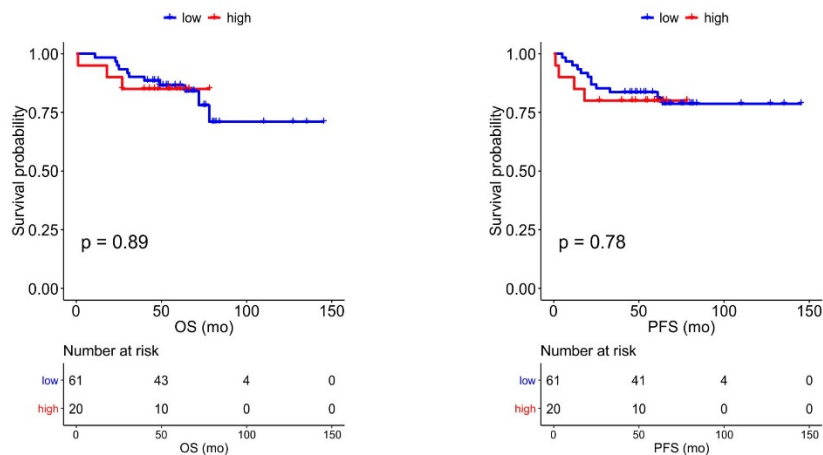 low high
1.00
0.75
0.50
0.25
0.00
Survival probability
p = 0.89
0 50 100 150
OS (mo)
Number at risk
low 61 43 4 0
high 20 10 0 0
0 50 100 150
OS (mo)
low high
1.00
0.75
0.50
0.25
0.00
Survival probability
p = 0.78
0 50 100 150
PFS (mo)
Number at risk
low 61 41 4 0
high 20 10 0 0
0 50 100 150
PFS (mo)